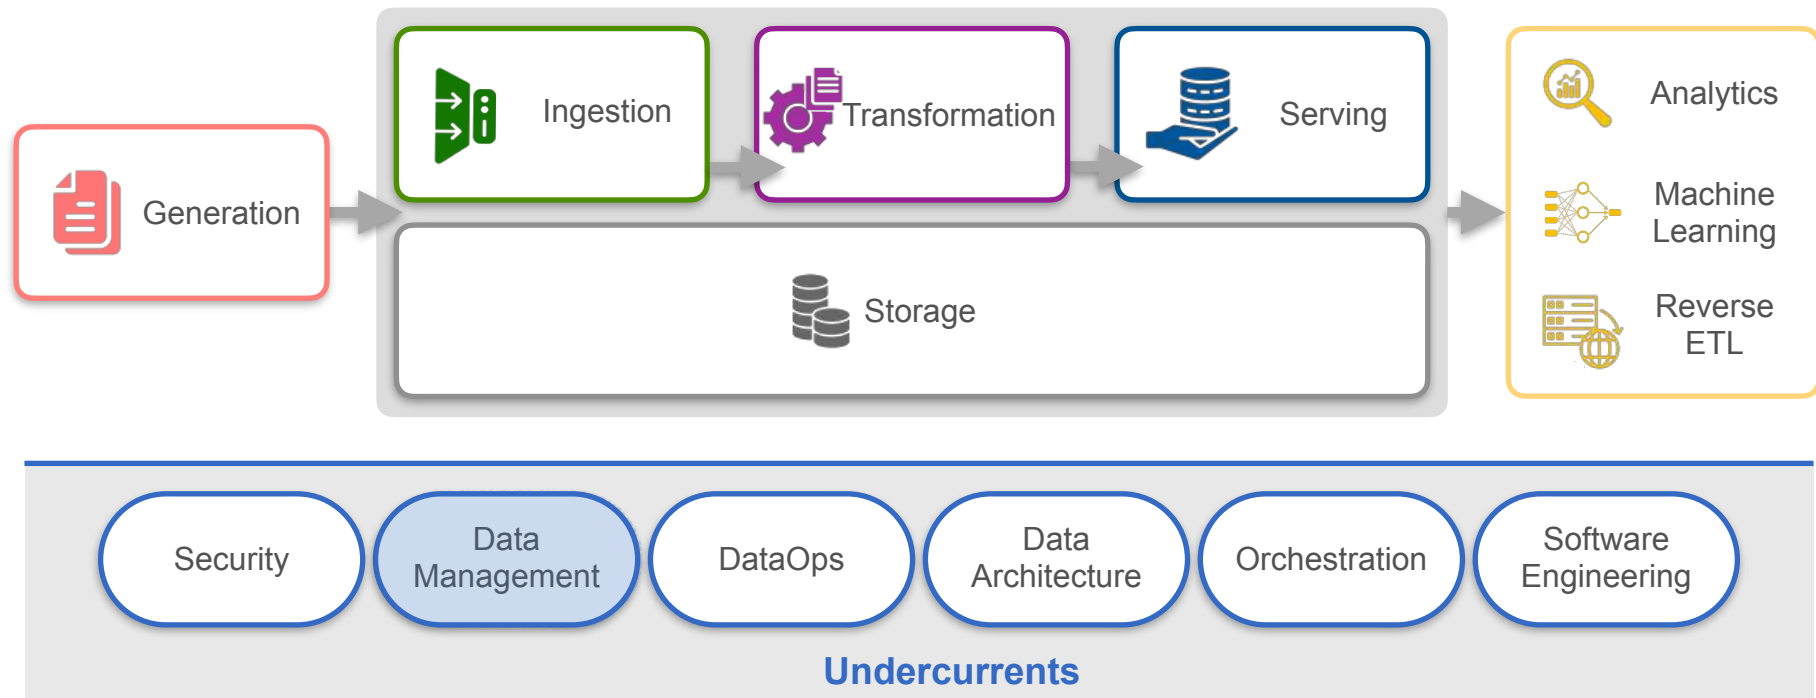 Generation
Ingestion
Transformation
Serving
Storage
Analytics
Machine
Learning
Reverse
ETL
Security
Data
Management
DataOps
Data
Architecture
Orchestration
Software
Engineering
Undercurrents